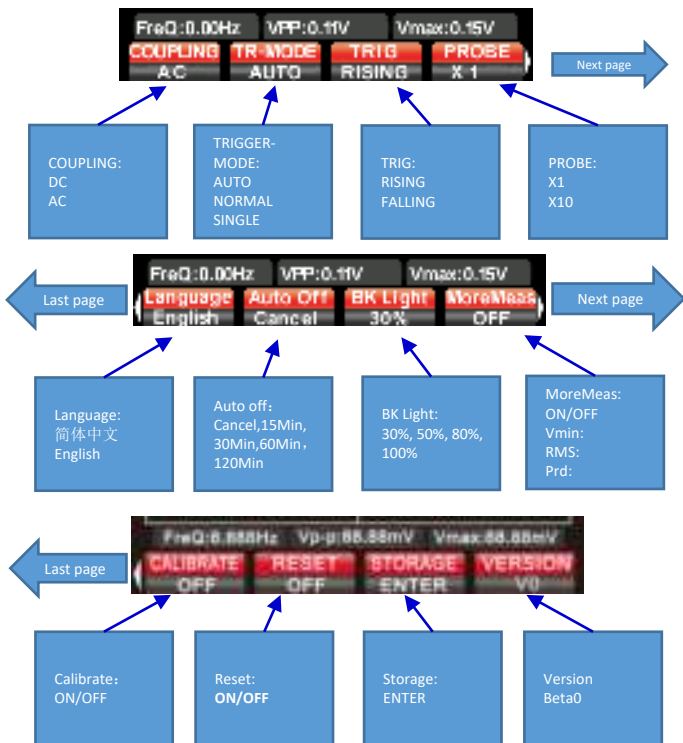 FreQ:0.00Hz VPP:0.11V Vmax:0.15V
COUPLING TR-MODE TRIG PROBE
AC AUTO RISING X 1
Next page
COUPLING:
DC
AC
TRIGGER-
MODE:
AUTO
NORMAL
SINGLE
TRIG:
RISING
FALLING
PROBE:
X1
X10
Last page
FreQ:0.00Hz VPP:0.11V Vmax:0.15V
Language Auto Off BK Light MoreMeas
English Cancel 30% OFF
Next page
Language:
简体中文
English
Auto off：
Cancel,15Min,
30Min,60Min，
120Min
BK Light:
30%, 50%, 80%,
100%
MoreMeas:
ON/OFF
Vmin:
RMS:
Prd:
Last page
FreQ:8.888Hz Vp-p:88.88mV Vmax:88.88mV
CALIBRATE RESET STORAGE VERSION
OFF OFF ENTER V0
Calibrate：
ON/OFF
Reset:
ON/OFF
Storage:
ENTER
Version
Beta0